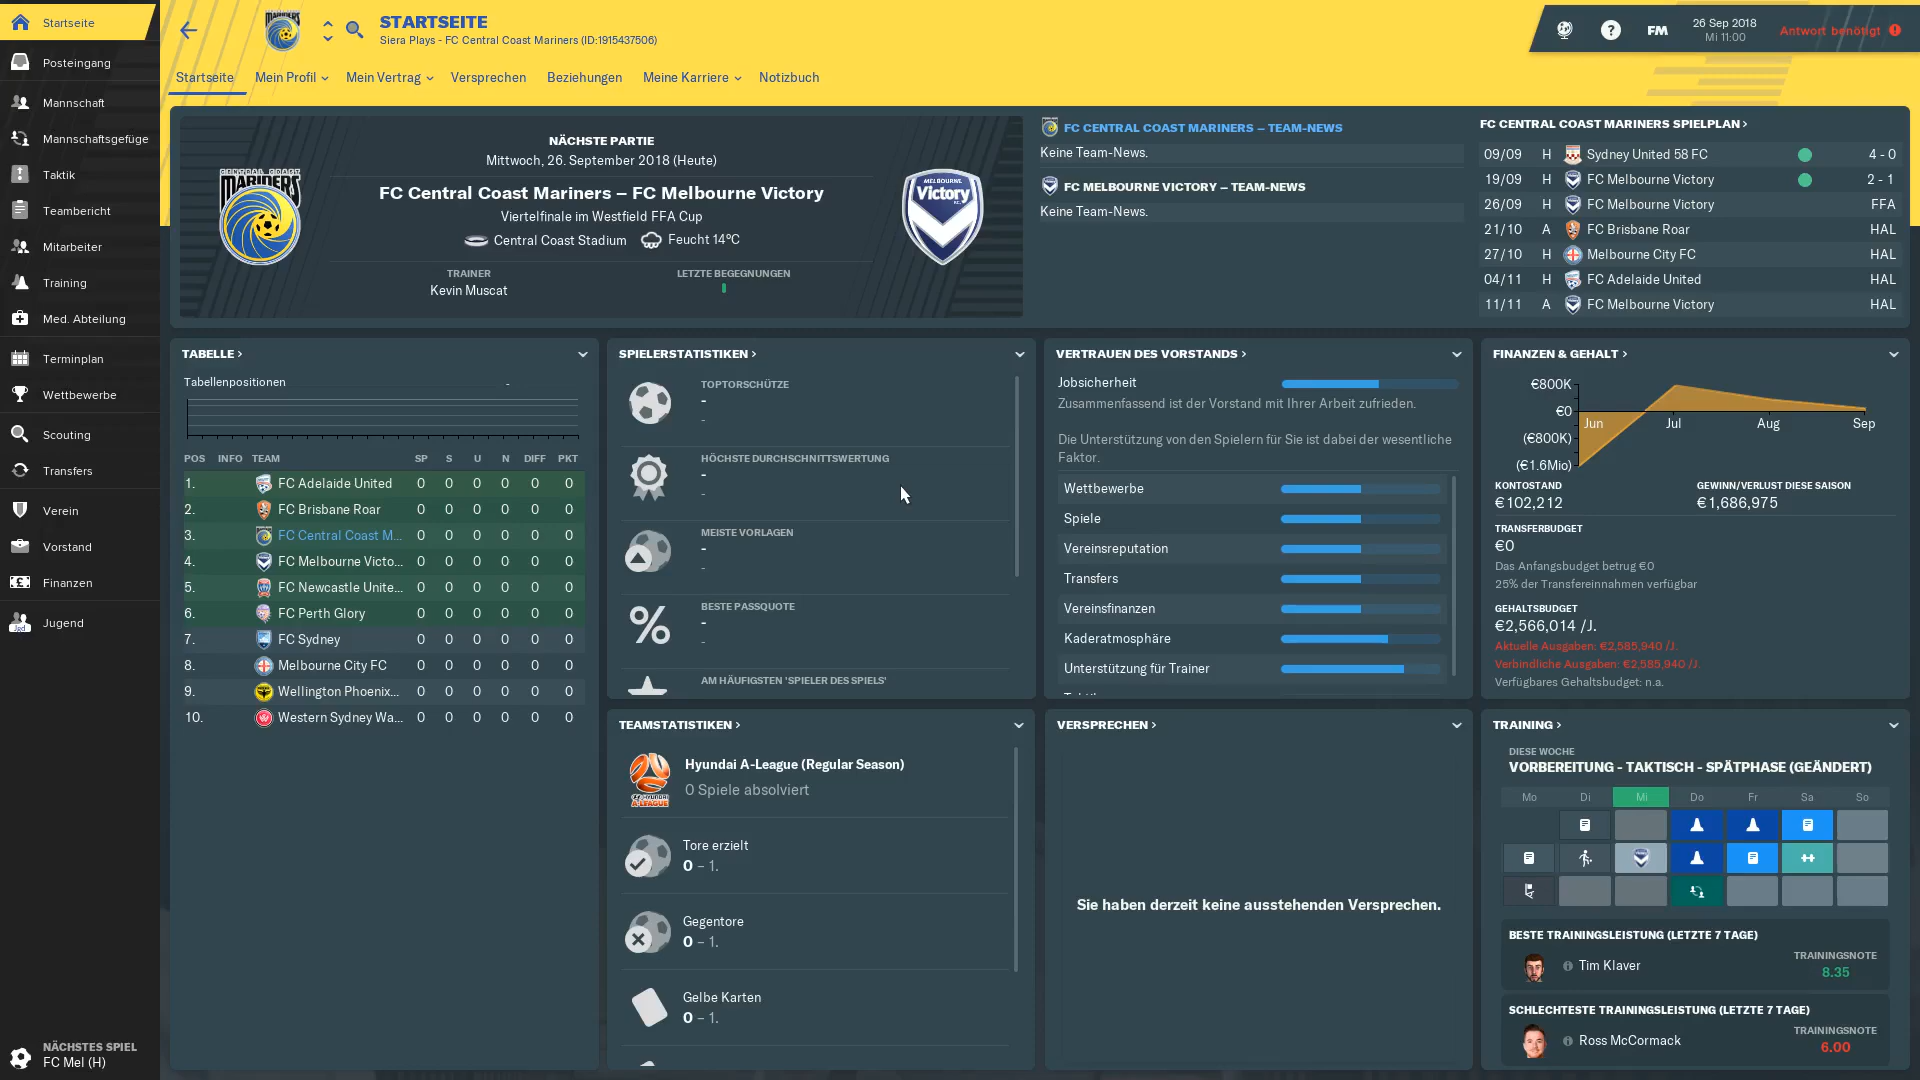 Startseite
Posteingang
Mannschaft
Mannschaftsgefüge
Taktik
Teambericht
Mitarbeiter
Training
Med. Abteilung
Terminplan
Wettbewerbe
Scouting
Transfers
Verein
Vorstand
Finanzen
Jgd
Jugend
NÄCHSTES SPIEL
FC Mel (H)
STARTSEITE
Siera Plays - FC Central Coast Mariners (ID:1915437506)
FM
26 Sep 2018
Mi 11:00
Antwort benötigt
Startseite Mein Profil Mein Vertrag Versprechen Beziehungen Meine Karriere Notizbuch
NÄCHSTE PARTIE
Mittwoch, 26. September 2018 (Heute)
CENTRAL COAST
MARINERS
FC Central Coast Mariners – FC Melbourne Victory
Viertelfinale im Westfield FFA Cup
Central Coast Stadium Feucht 14°C
MELBOURNE
Victory
TRAINER
Kevin Muscat
LETZTE BEGEGNUNGEN
FC CENTRAL COAST MARINERS – TEAM-NEWS
Keine Team-News.
FC MELBOURNE VICTORY – TEAM-NEWS
Keine Team-News.
FC CENTRAL COAST MARINERS SPIELPLAN >
09/09 H Sydney United 58 FC 4 - 0
19/09 H FC Melbourne Victory 2 - 1
26/09 H FC Melbourne Victory FFA
21/10 A FC Brisbane Roar HAL
27/10 H Melbourne City FC HAL
04/11 H FC Adelaide United HAL
11/11 A FC Melbourne Victory HAL
TABELLE >
Tabellenpositionen -
POS INFO TEAM SP S U N DIFF PKT
1. FC Adelaide United 0 0 0 0 0 0
2. FC Brisbane Roar 0 0 0 0 0 0
3. FC Central Coast M... 0 0 0 0 0 0
4. FC Melbourne Victo... 0 0 0 0 0 0
5. FC Newcastle Unite... 0 0 0 0 0 0
6. FC Perth Glory 0 0 0 0 0 0
7. FC Sydney 0 0 0 0 0 0
8. Melbourne City FC 0 0 0 0 0 0
9. Wellington Phoenix... 0 0 0 0 0 0
10. Western Sydney Wa... 0 0 0 0 0 0
SPIELERSTATISTIKEN >
TOPTORSCHÜTZE
-
-
HÖCHSTE DURCHSCHNITTSWERTUNG
-
-
MEISTE VORLAGEN
-
-
BESTE PASSQUOTE
-
-
AM HÄUFIGSTEN 'SPIELER DES SPIELS'
VERTRAUEN DES VORSTANDS >
Jobsicherheit
Zusammenfassend ist der Vorstand mit Ihrer Arbeit zufrieden.
Die Unterstützung von den Spielern für Sie ist dabei der wesentliche
Faktor.
Wettbewerbe
Spiele
Vereinsreputation
Transfers
Vereinsfinanzen
Kaderatmosphäre
Unterstützung für Trainer
FINANZEN & GEHALT >
€800K
€0
(€800K)
(€1.6Mio)
Jun Jul Aug Sep
KONTOSTAND
€102,212
GEWINN/VERLUST DIESE SAISON
€1,686,975
TRANSFERBUDGET
€0
Das Anfangsbudget betrug €0
25% der Transfereinnahmen verfügbar
GEHALTSBUDGET
€2,566,014 /J.
Aktuelle Ausgaben: €2,585,940 /J.
Verbindliche Ausgaben: €2,585,940 /J.
Verfügbares Gehaltsbudget: n.a.
TEAMSTATISTIKEN >
Hyundai A-League (Regular Season)
0 Spiele absolviert
A-LEAGUE
Tore erzielt
0 – 1.
Gegentore
0 – 1.
Gelbe Karten
0 – 1.
VERSPRECHEN >
Sie haben derzeit keine ausstehenden Versprechen.
TRAINING >
DIESE WOCHE
VORBEREITUNG - TAKTISCH - SPÄTPHASE (GEÄNDERT)
Mo Di Mi Do Fr Sa So
BESTE TRAININGSLEISTUNG (LETZTE 7 TAGE)
Tim Klaver
TRAININGSNOTE
8.35
SCHLECHTESTE TRAININGSLEISTUNG (LETZTE 7 TAGE)
Ross McCormack
TRAININGSNOTE
6.00